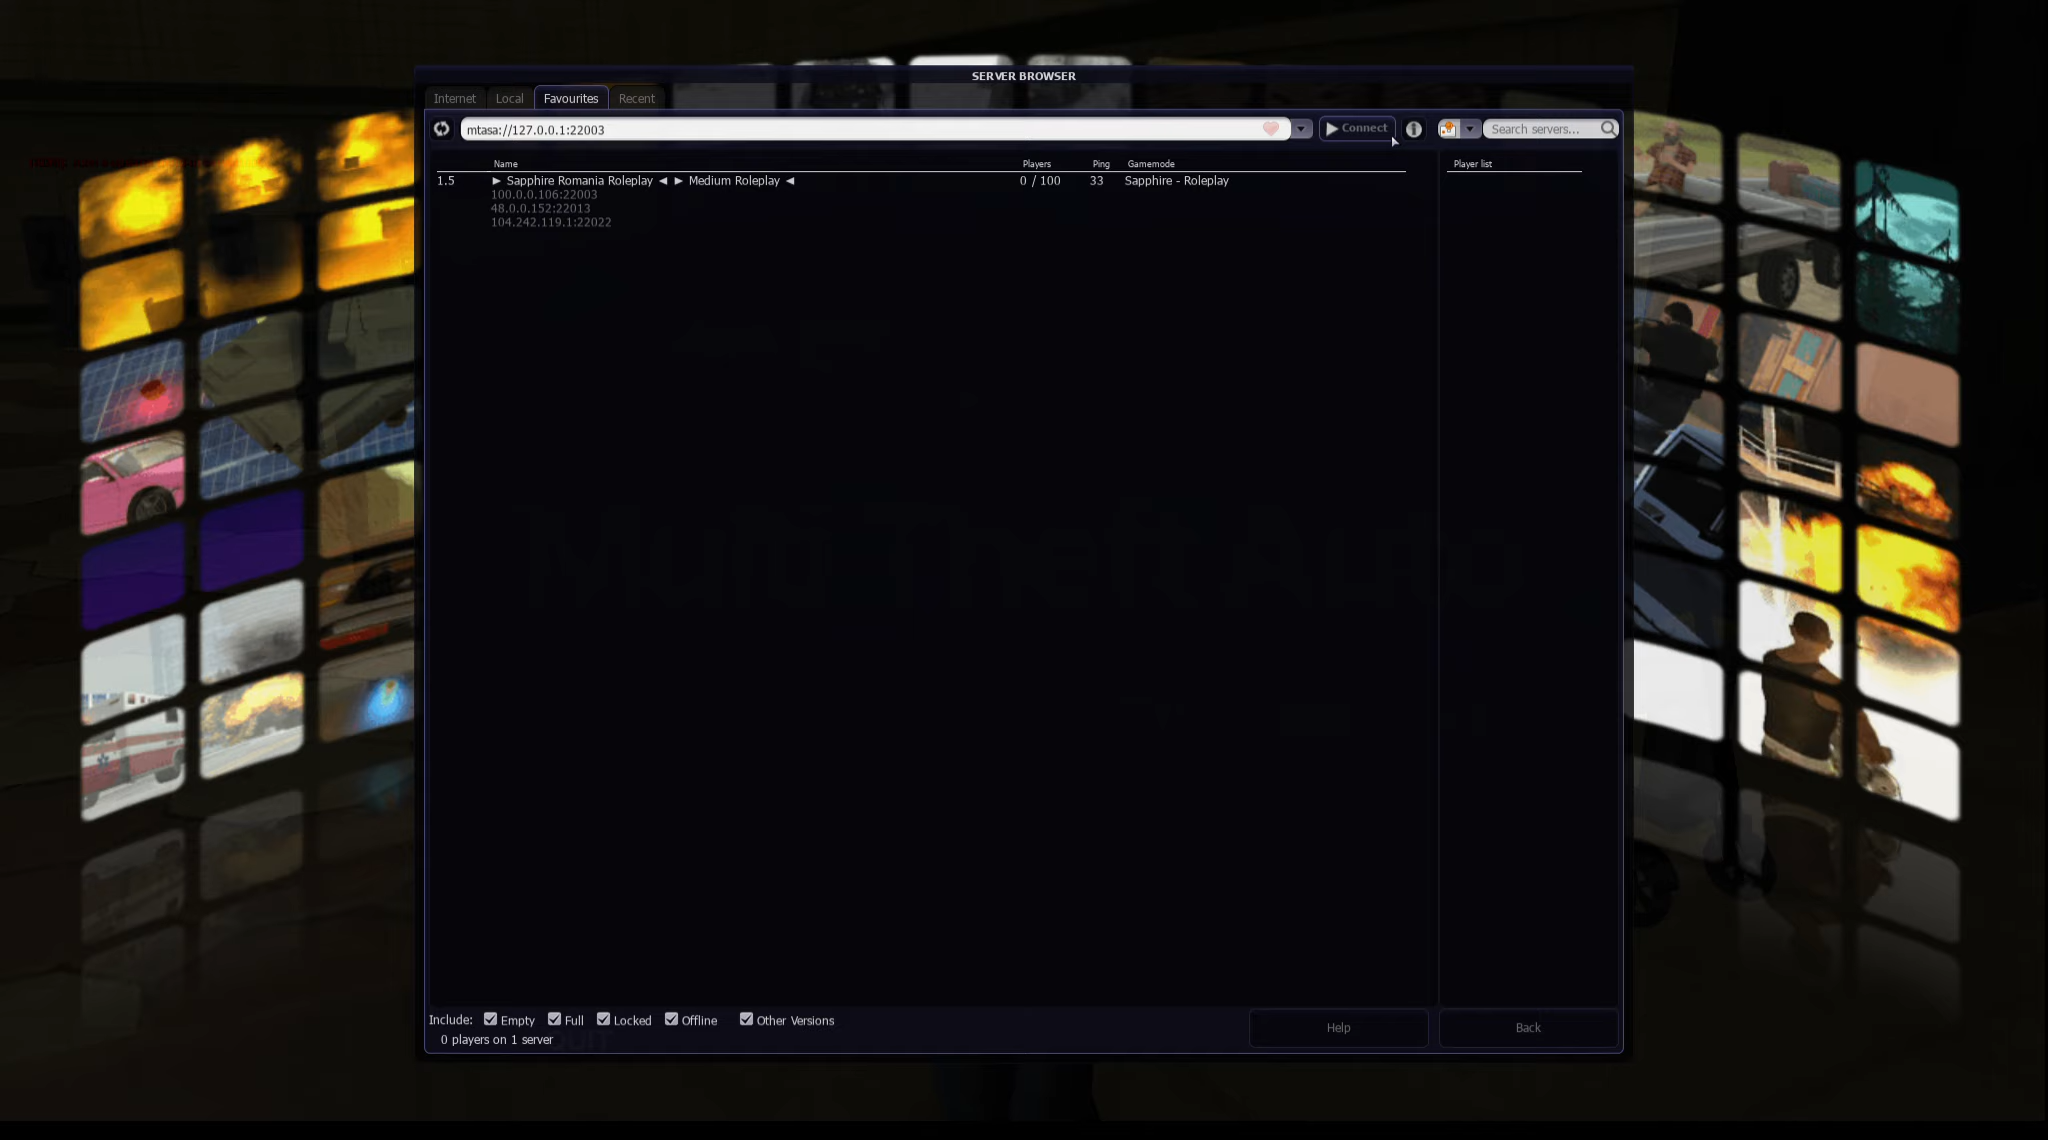 SERVER BROWSER
Internet Local Favourites Recent
mtasa://127.0.0.1:22003 Connect Search servers...
Name Players Ping Gamemode Player list
1.5 ► Sapphire Romania Roleplay ◄ ► Medium Roleplay ◄ 0 / 100 33 Sapphire - Roleplay
100.0.0.106:22003
48.0.0.152:22013
104.242.119.1:22022
Include: Empty Full Locked Offline Other Versions
0 players on 1 server
Help Back